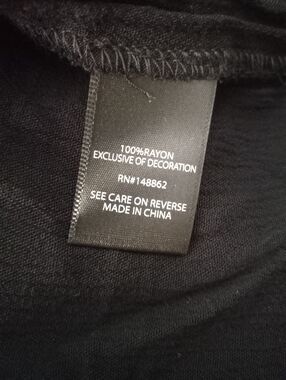 100%RAYON
EXCLUSIVE OF DECORATION
RN#148862
SEE CARE ON REVERSE
MADE IN CHINA